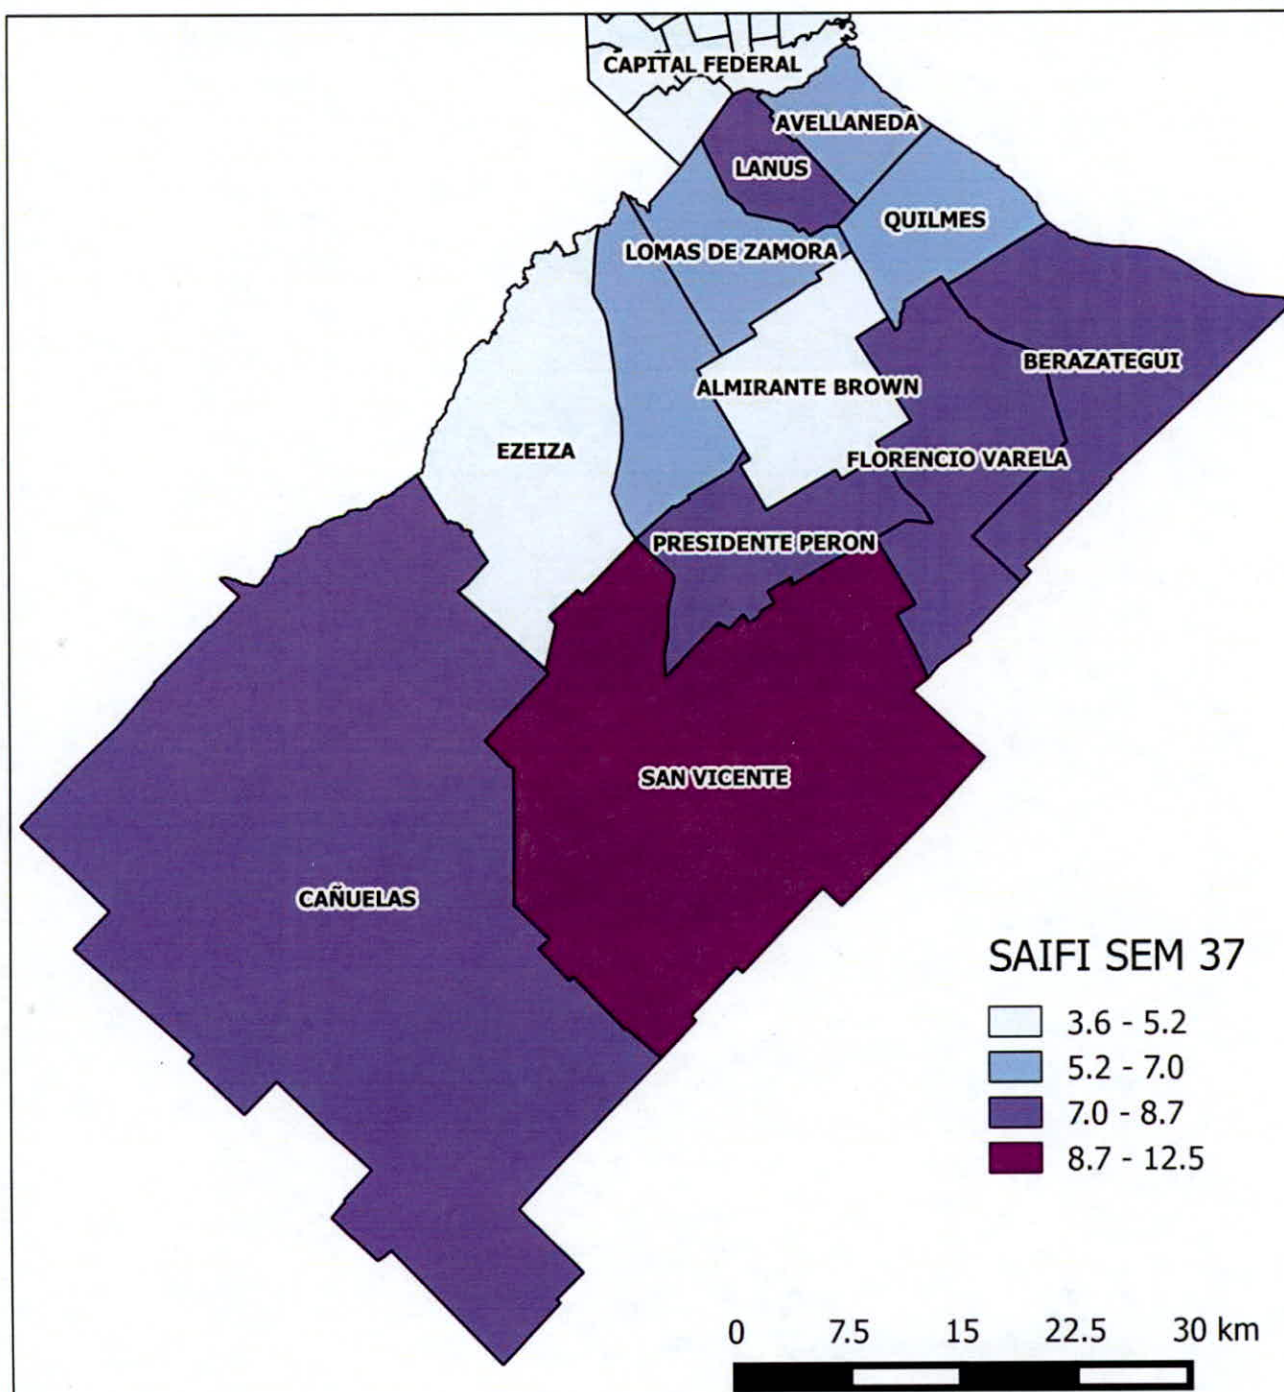 CAPITAL FEDERAL
AVELLANEDA
LANUS
QUILMES
LOMAS DE ZAMORA
BERAZATEGUI
ALMIRANTE BROWN
EZEIZA
FLORENCIO VARELA
PRESIDENTE PERON
SAN VICENTE
CAÑUELAS
SAIFI SEM 37
3.6 - 5.2
5.2 - 7.0
7.0 - 8.7
8.7 - 12.5
0 7.5 15 22.5 30 km